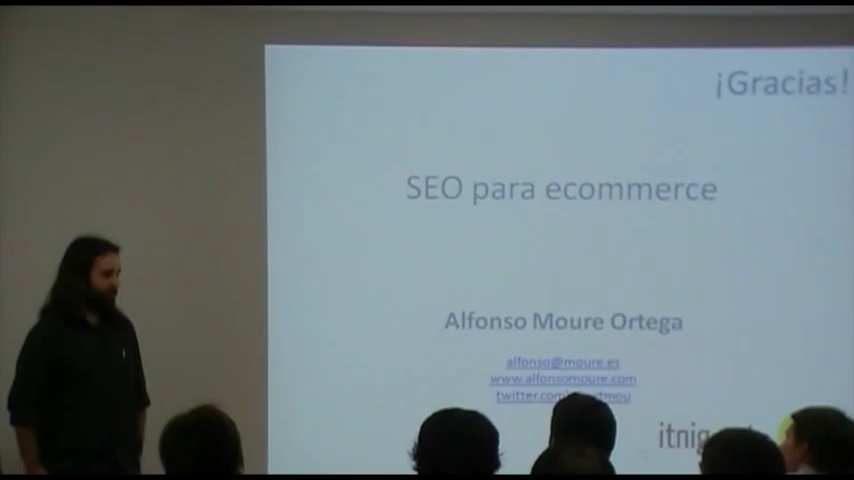 ¡Gracias!
SEO para ecommerce
Alfonso Moure Ortega
alfonso@moure.es
www.alfonsomoure.com